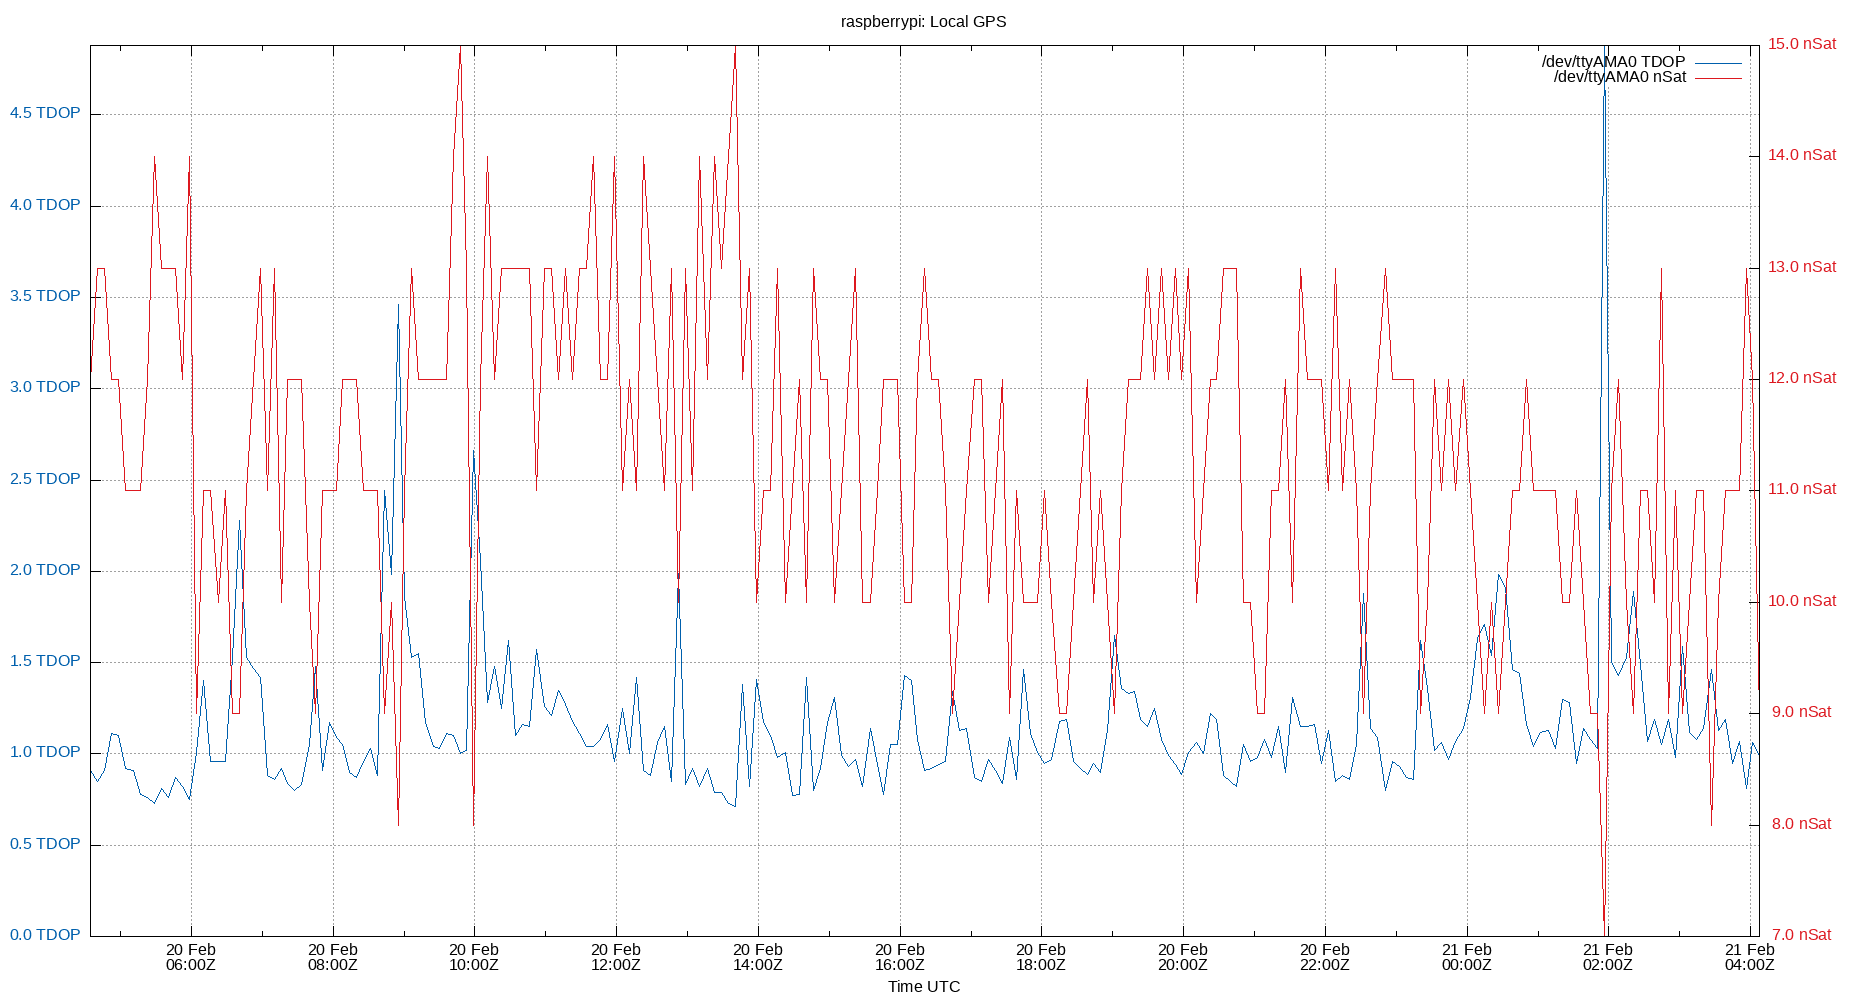 raspberrypi: Local GPS
/dev/ttyAMA0 TDOP
/dev/ttyAMA0 nSat
4.5 TDOP
4.0 TDOP
3.5 TDOP
3.0 TDOP
2.5 TDOP
2.0 TDOP
1.5 TDOP
1.0 TDOP
0.5 TDOP
0.0 TDOP
15.0 nSat
14.0 nSat
13.0 nSat
12.0 nSat
11.0 nSat
10.0 nSat
9.0 nSat
8.0 nSat
7.0 nSat
20 Feb
06:00Z
20 Feb
08:00Z
20 Feb
10:00Z
20 Feb
12:00Z
20 Feb
14:00Z
20 Feb
16:00Z
20 Feb
18:00Z
20 Feb
20:00Z
20 Feb
22:00Z
21 Feb
00:00Z
21 Feb
02:00Z
21 Feb
04:00Z
Time UTC